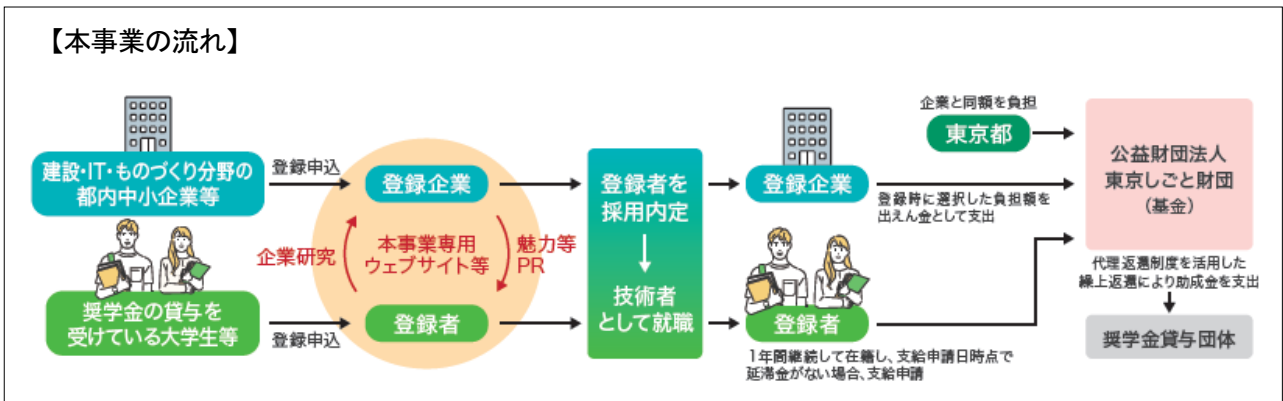 【本事業の流れ】
建設・IT・ものづくり分野の
都内中小企業等
登録申込
奨学金の貸与を
受けている大学生等
登録申込
登録企業
企業研究
本事業専用
ウェブサイト等
魅力等
PR
登録者
登録者を
採用内定
技術者
として就職
登録企業
登録時に選択した負担額を
出えん金として支出
企業と同額を負担
東京都
登録者
1年間継続して在籍し、支給申請日時点で
延滞金がない場合、支給申請
公益財団法人
東京しごと財団
（基金）
代理返還制度を活用した
繰上返還により助成金を支出
奨学金貸与団体